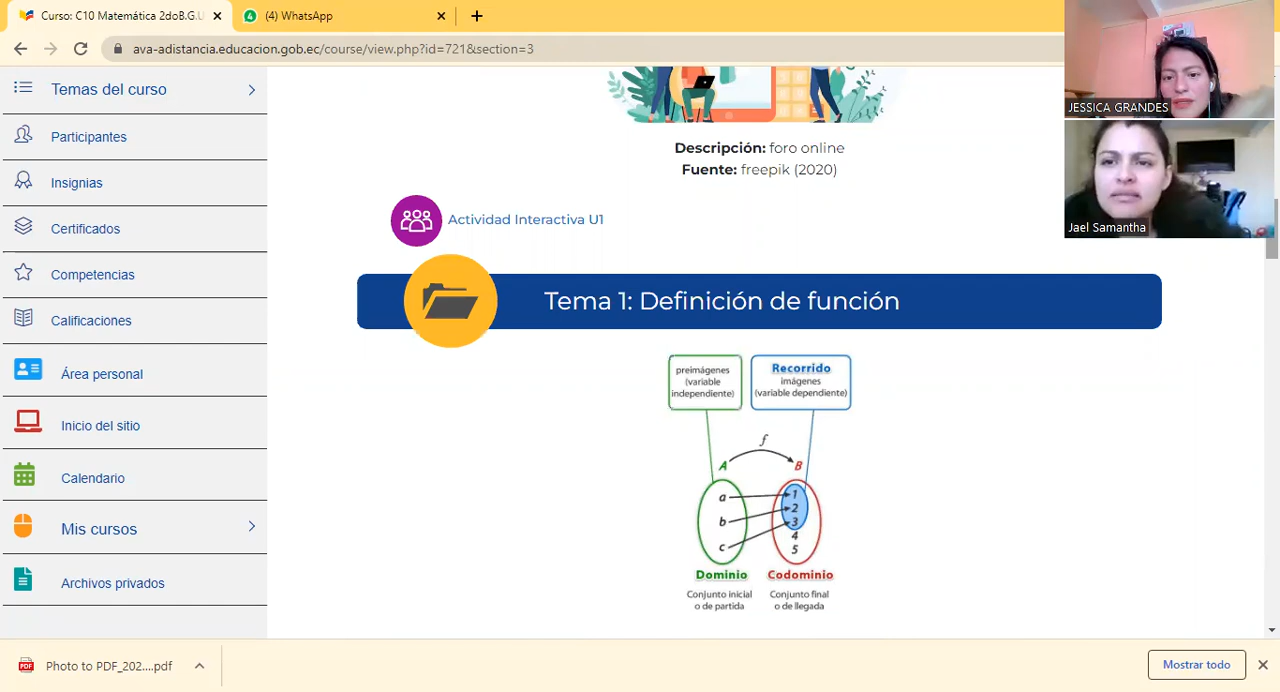 Curso: C10 Matemática 2doB.G.U
(4) WhatsApp
ava-adistancia.educacion.gob.ec/course/view.php?id=721&section=3
JESSICA GRANDES
Jael Samantha
Temas del curso
Participantes
Insignias
Certificados
Competencias
Calificaciones
Área personal
Inicio del sitio
Calendario
Mis cursos
Archivos privados
Descripción: foro online
Fuente: freepik (2020)
Actividad Interactiva U1
Tema 1: Definición de función
preimágenes
(variable
independiente)
Recorrido
imágenes
(variable dependiente)
f
A
B
a
b
c
1
2
3
4
5
Dominio
Conjunto inicial
o de partida
Codominio
Conjunto final
o de llegada
PDF
Photo to PDF_202....pdf
Mostrar todo